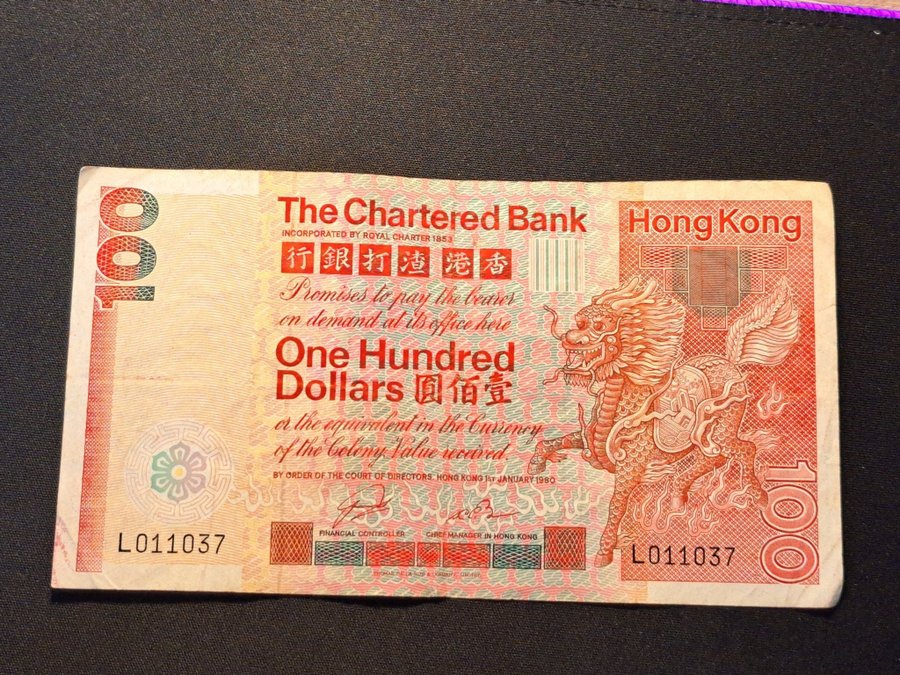 100
The Chartered Bank
INCORPORATED BY ROYAL CHARTER 1853
香港渣打銀行
Promises to pay the bearer
on demand at its office here
One Hundred
Dollars 壹佰圓
or the equivalent in the Currency
of the Colony, Value received.
BY ORDER OF THE COURT OF DIRECTORS, HONG KONG 1ST JANUARY 1980
FINANCIAL CONTROLLER CHIEF MANAGER IN HONG KONG
Hong Kong
100
L011037
L011037